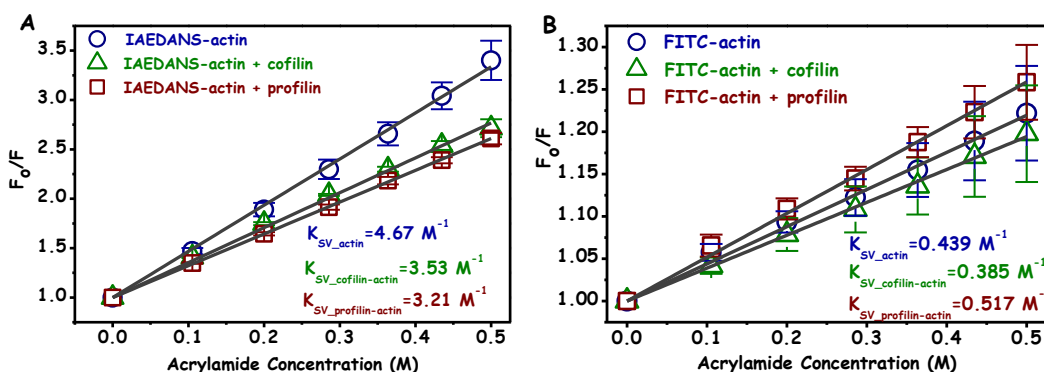 A
IAEDANS-actin
IAEDANS-actin + cofilin
IAEDANS-actin + profilin
3.5
3.0
2.5
2.0
1.5
1.0
F₀/F
K_SV_actin=4.67 M⁻¹
K_SV_cofilin-actin=3.53 M⁻¹
K_SV_profilin-actin=3.21 M⁻¹
0.0 0.1 0.2 0.3 0.4 0.5
Acrylamide Concentration (M)
B
FITC-actin
FITC-actin + cofilin
FITC-actin + profilin
1.30
1.25
1.20
1.15
1.10
1.05
1.00
F₀/F
K_SV_actin=0.439 M⁻¹
K_SV_cofilin-actin=0.385 M⁻¹
K_SV_profilin-actin=0.517 M⁻
0.0 0.1 0.2 0.3 0.4 0.5
Acrylamide Concentration (M)